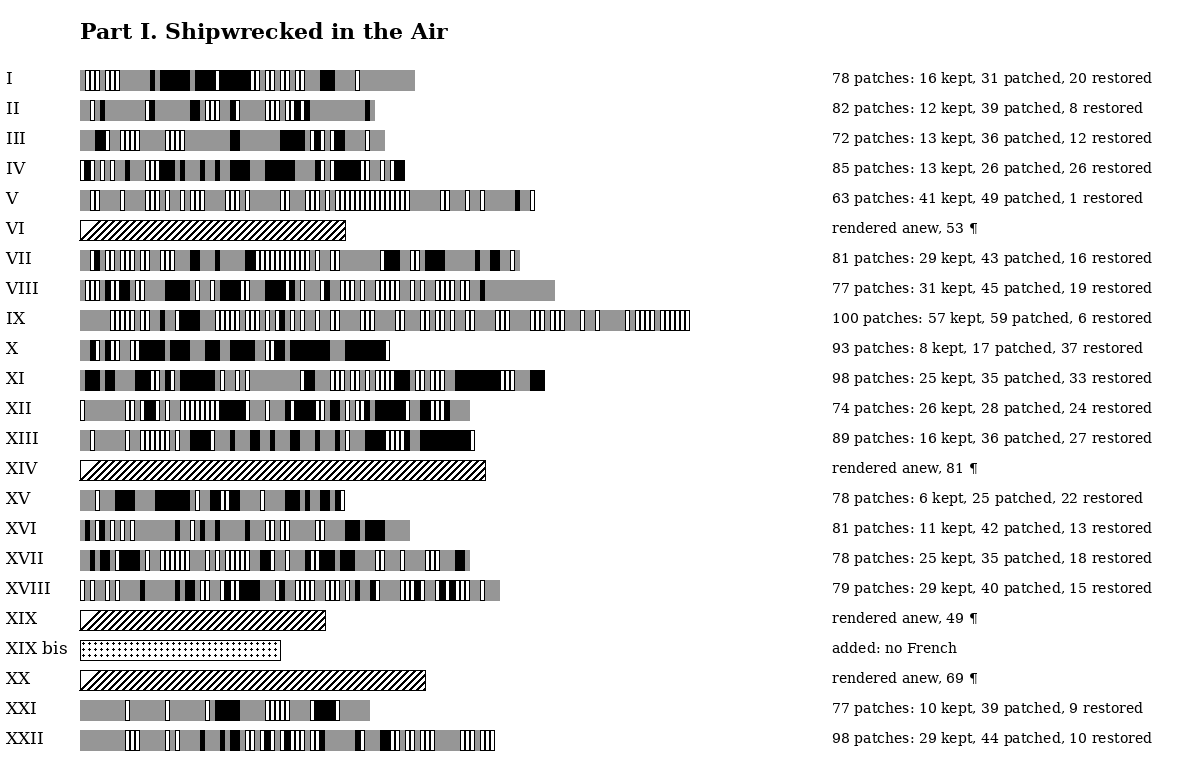 Part I. Shipwrecked in the Air
I 78 patches: 16 kept, 31 patched, 20 restored
II 82 patches: 12 kept, 39 patched, 8 restored
III 72 patches: 13 kept, 36 patched, 12 restored
IV 85 patches: 13 kept, 26 patched, 26 restored
V 63 patches: 41 kept, 49 patched, 1 restored
VI rendered anew, 53 ¶
VII 81 patches: 29 kept, 43 patched, 16 restored
VIII 77 patches: 31 kept, 45 patched, 19 restored
IX 100 patches: 57 kept, 59 patched, 6 restored
X 93 patches: 8 kept, 17 patched, 37 restored
XI 98 patches: 25 kept, 35 patched, 33 restored
XII 74 patches: 26 kept, 28 patched, 24 restored
XIII 89 patches: 16 kept, 36 patched, 27 restored
XIV rendered anew, 81 ¶
XV 78 patches: 6 kept, 25 patched, 22 restored
XVI 81 patches: 11 kept, 42 patched, 13 restored
XVII 78 patches: 25 kept, 35 patched, 18 restored
XVIII 79 patches: 29 kept, 40 patched, 15 restored
XIX rendered anew, 49 ¶
XIX bis added: no French
XX rendered anew, 69 ¶
XXI 77 patches: 10 kept, 39 patched, 9 restored
XXII 98 patches: 29 kept, 44 patched, 10 restored